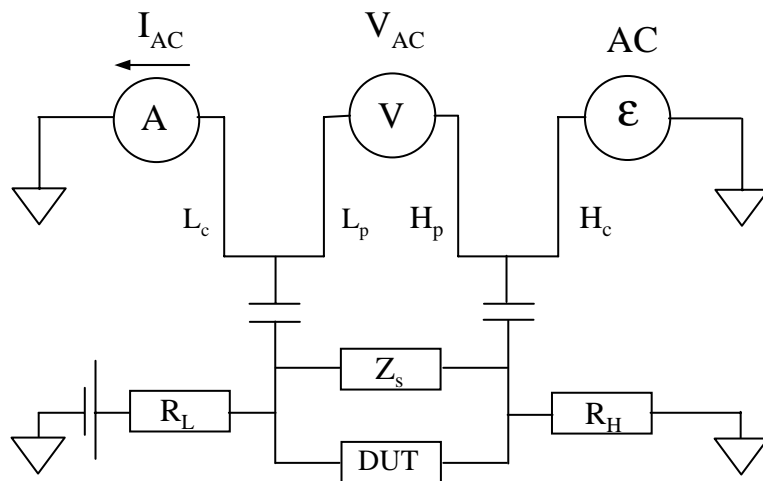 I_AC
V_AC
AC
A
V
ε
L_c
L_p
H_p
H_c
Z_s
R_L
R_H
DUT